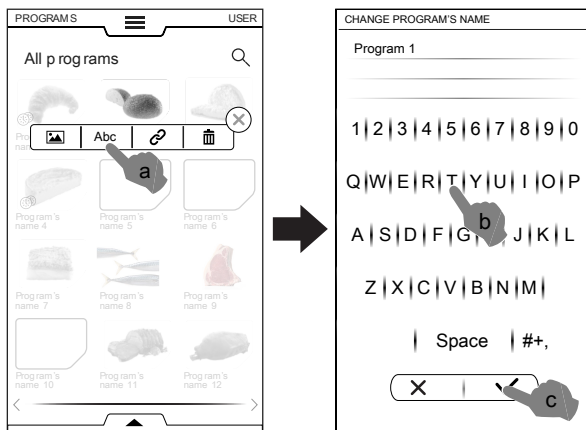 PROGRAMS USER
All programs
Abc
a
Program's name 4
Program's name 5
Program's name 6
Program's name 7
Program's name 8
Program's name 9
Program's name 10
Program's name 11
Program's name 12
CHANGE PROGRAM'S NAME
Program 1
1 2 3 4 5 6 7 8 9 0
Q W E R T Y U I O P
b
A S D F G J K L
Z X C V B N M
Space #+,
c